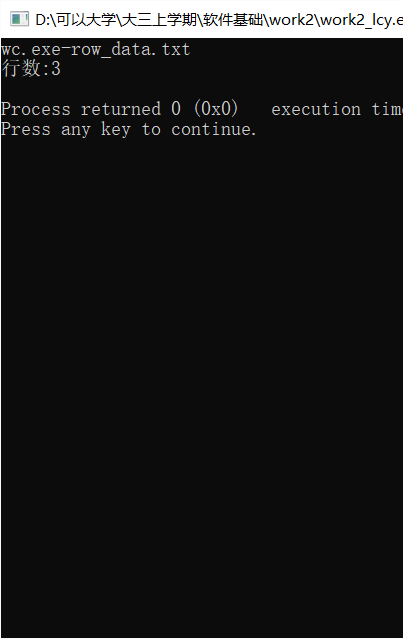 D:\可以大学\大三上学期\软件基础\work2\work2_lcy.e
wc.exe-row_data.txt
行数:3
Process returned 0 (0x0)   execution time
Press any key to continue.